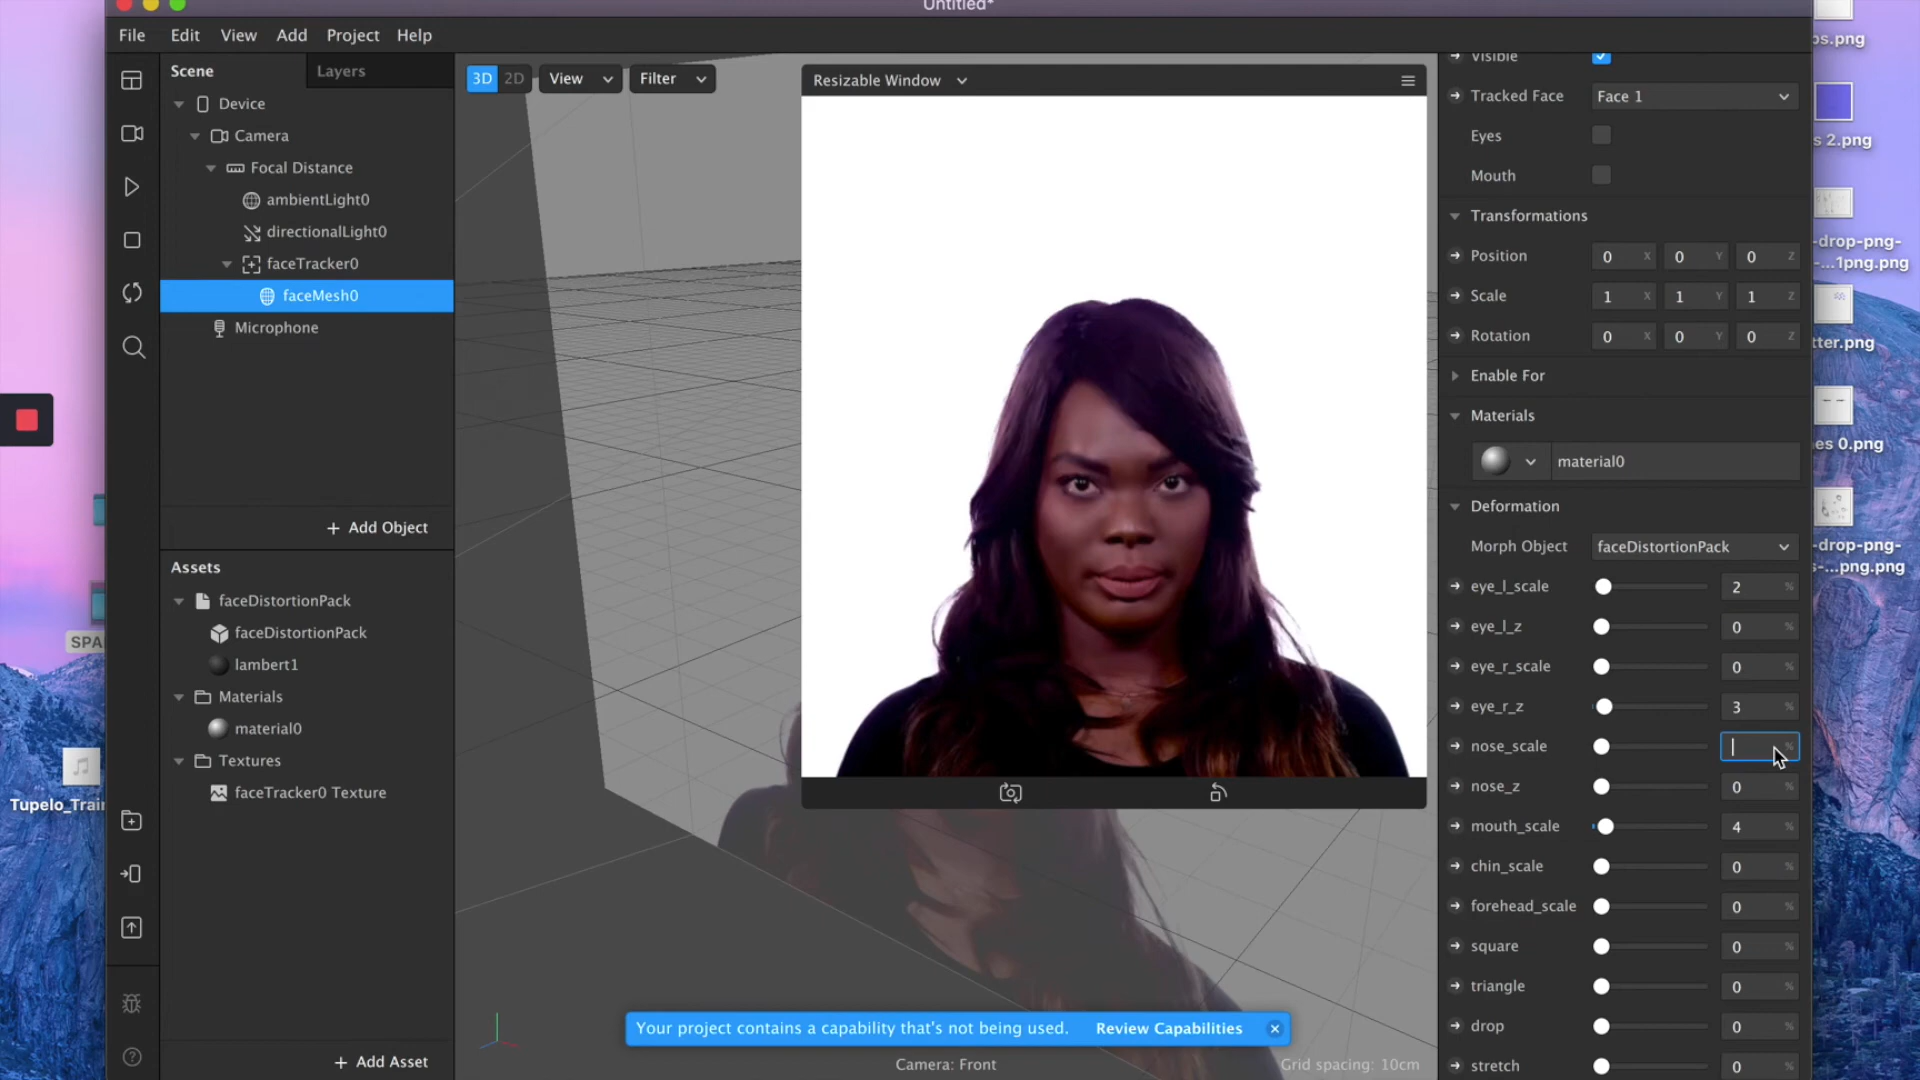 Untitled*
File Edit View Add Project Help
Scene Layers
Device
Camera
Focal Distance
ambientLight0
directionalLight0
faceTracker0
faceMesh0
Microphone
+ Add Object
Assets
faceDistortionPack
faceDistortionPack
lambert1
Materials
material0
Textures
faceTracker0 Texture
+ Add Asset
3D 2D View Filter
Resizable Window
Your project contains a capability that's not being used. Review Capabilities
Camera: Front
Grid spacing: 10cm
Visible
Tracked Face Face 1
Eyes
Mouth
Transformations
Position 0 X 0 Y 0 Z
Scale 1 X 1 Y 1 Z
Rotation 0 X 0 Y 0 Z
Enable For
Materials
material0
Deformation
Morph Object faceDistortionPack
eye_l_scale 2 %
eye_l_z 0 %
eye_r_scale 0 %
eye_r_z 3 %
nose_scale %
nose_z 0 %
mouth_scale 4 %
chin_scale 0 %
forehead_scale 0 %
square 0 %
triangle 0 %
drop 0 %
stretch 0 %
SPA
Tupelo_Train
os.png
s 2.png
-drop-png-
-...1png.png
tter.png
es 0.png
-drop-png-
s-...png.png